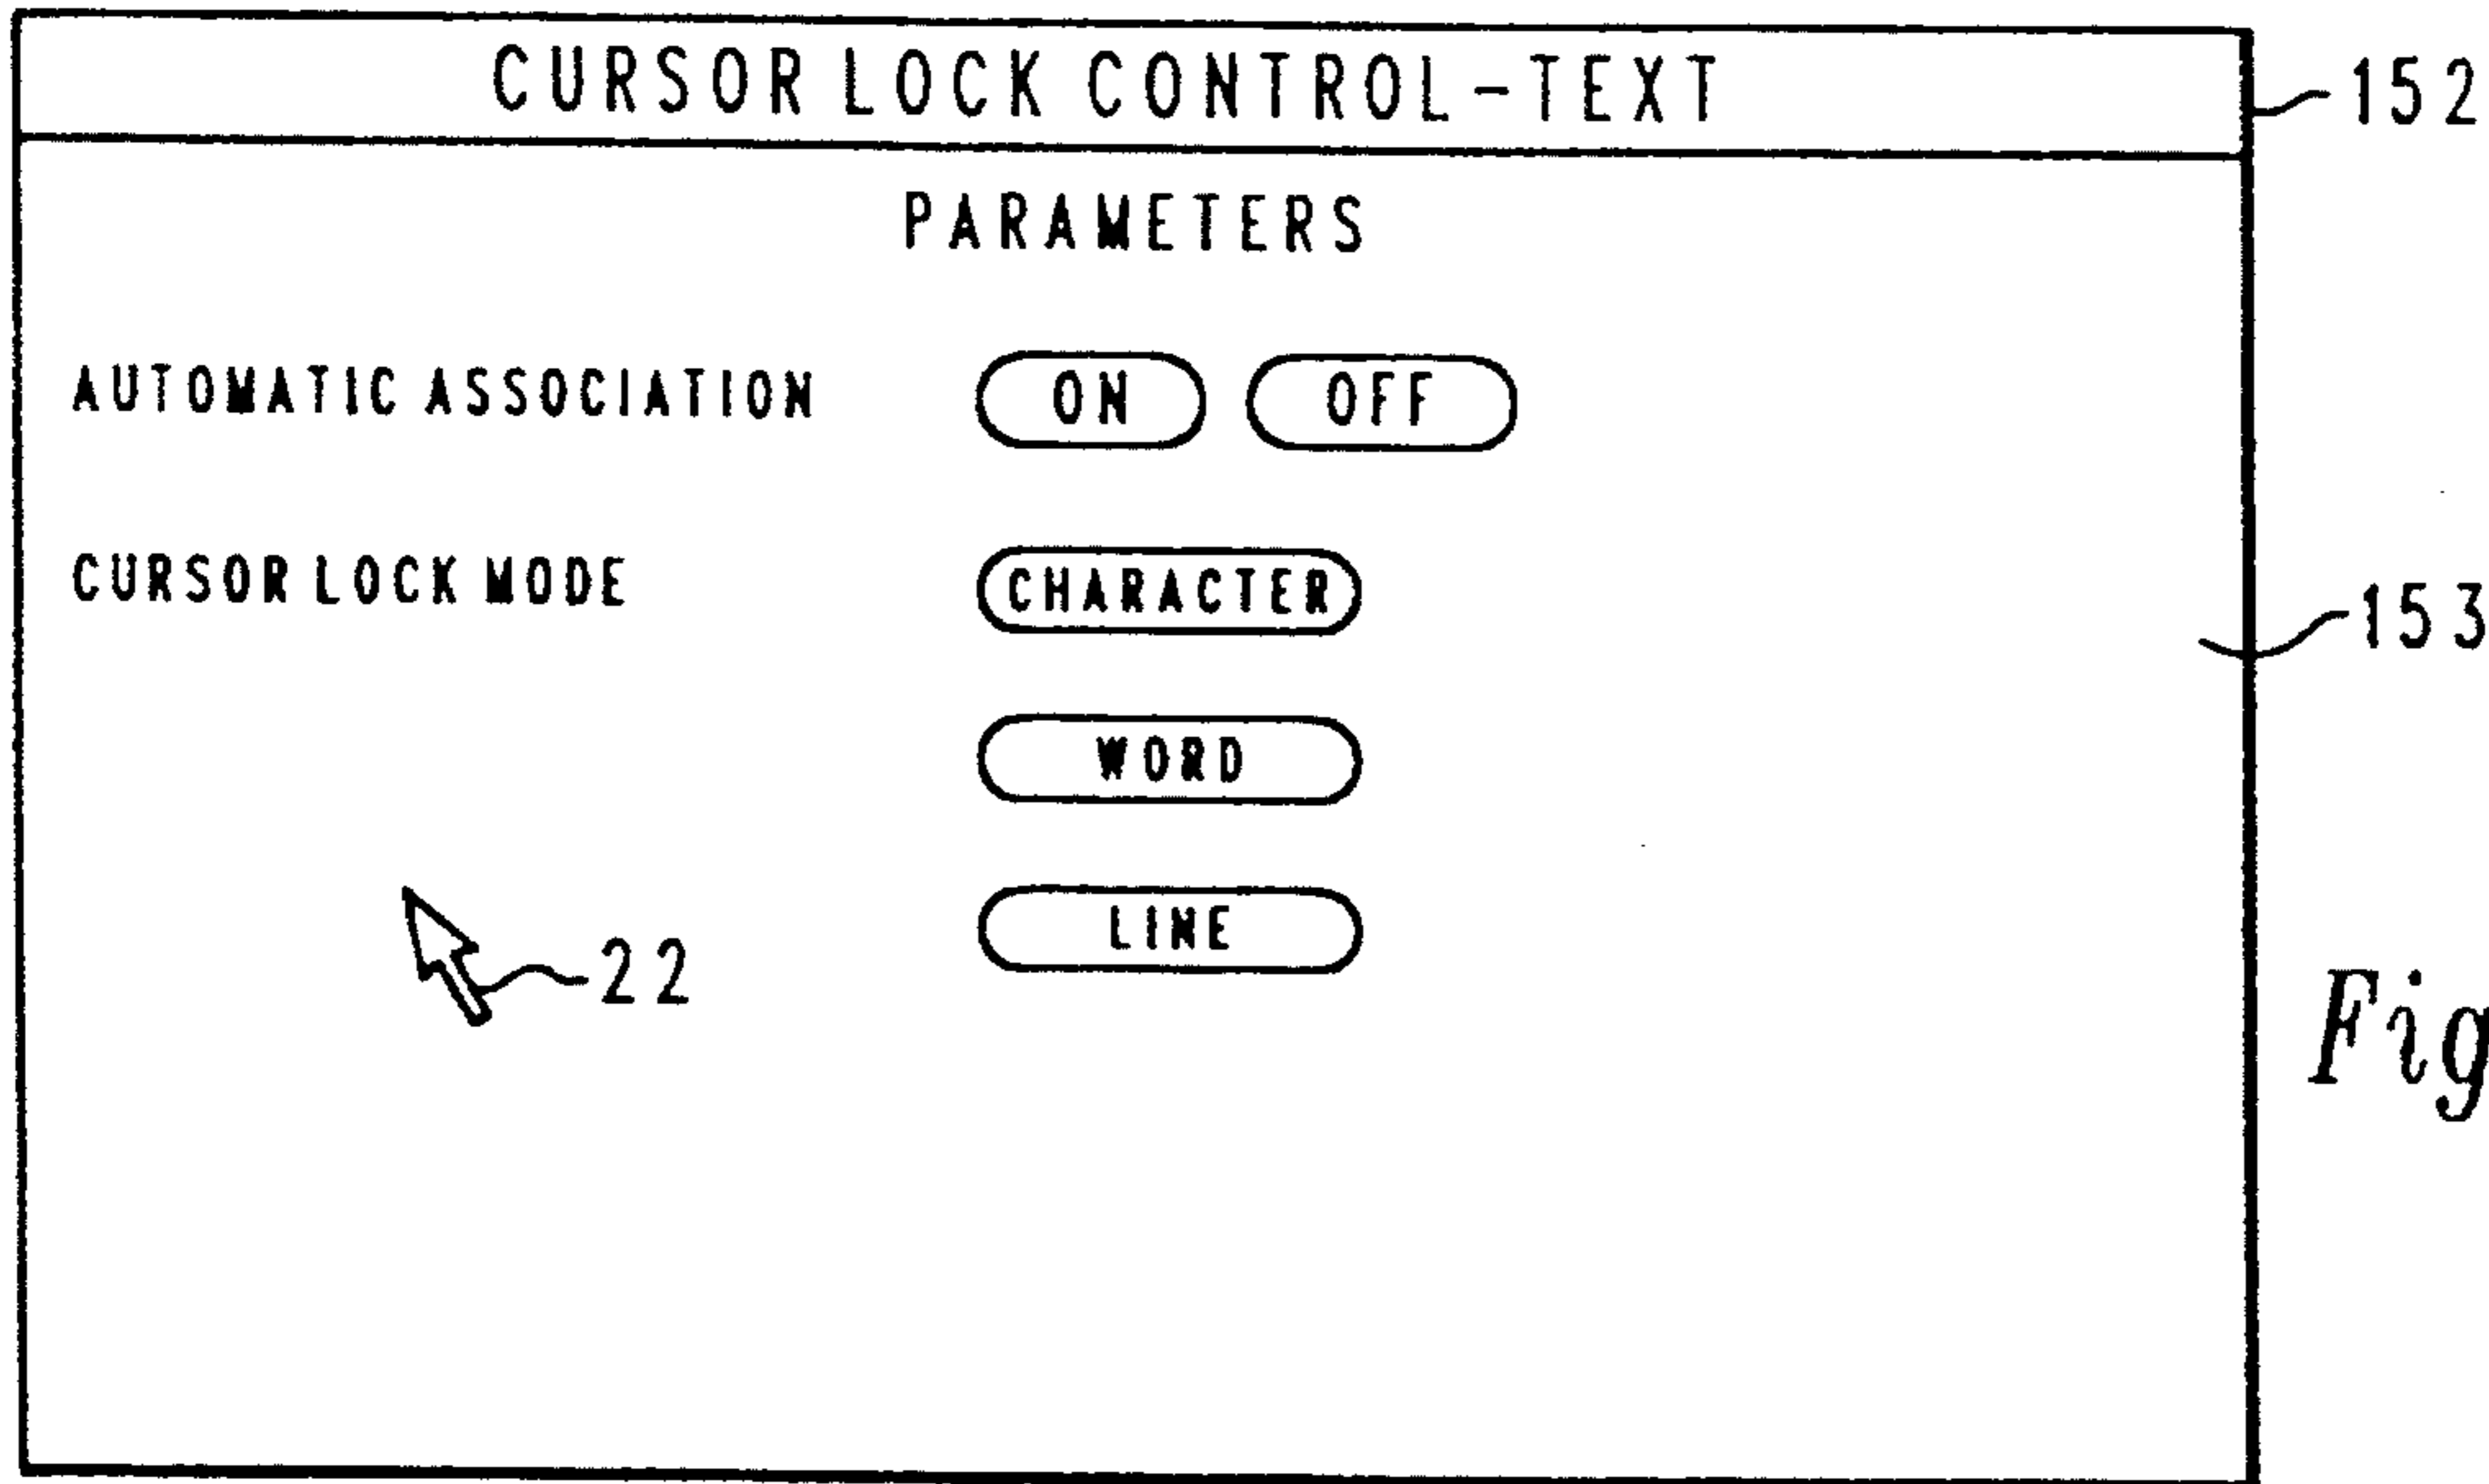 CURSOR LOCK CONTROL-TEXT
152
PARAMETERS
AUTOMATIC ASSOCIATION ON OFF
CURSOR LOCK MODE CHARACTER
153
WORD
LINE
22
Fig